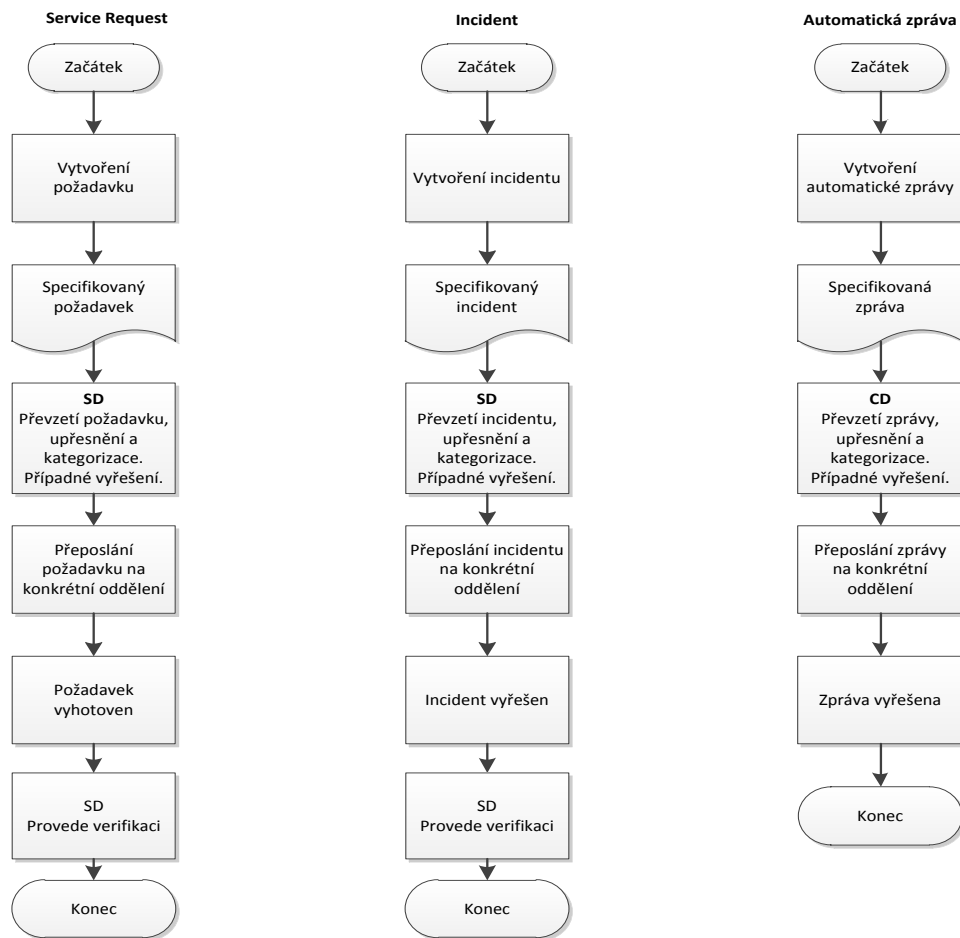 Service Request
Začátek
Vytvoření
požadavku
Specifikovaný
požadavek
SD
Převzetí požadavku,
upřesnění a
kategorizace.
Případné vyřešení.
Přeposlání
požadavku na
konkrétní oddělení
Požadavek
vyhotoven
SD
Provede verifikaci
Konec
Incident
Začátek
Vytvoření incidentu
Specifikovaný
incident
SD
Převzetí incidentu,
upřesnění a
kategorizace.
Případné vyřešení.
Přeposlání incidentu
na konkrétní
oddělení
Incident vyřešen
SD
Provede verifikaci
Konec
Automatická zpráva
Začátek
Vytvoření
automatické zprávy
Specifikovaná
zpráva
CD
Převzetí zprávy,
upřesnění a
kategorizace.
Případné vyřešení.
Přeposlání zprávy
na konkrétní
oddělení
Zpráva vyřešena
Konec